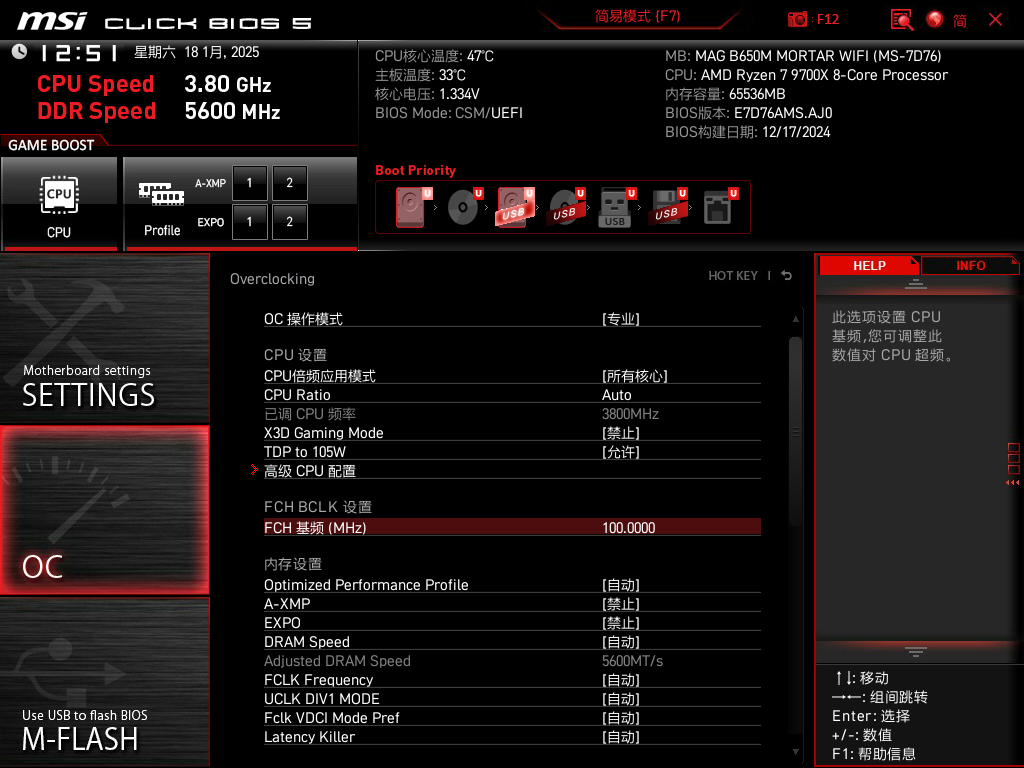 msi CLICK BIOS 5
简易模式 (F7)
F12
简
12:51 星期六 18 1月, 2025
CPU Speed 3.80 GHz
DDR Speed 5600 MHz
CPU核心温度: 47℃
主板温度: 33℃
核心电压: 1.334V
BIOS Mode: CSM/UEFI
MB: MAG B650M MORTAR WIFI (MS-7D76)
CPU: AMD Ryzen 7 9700X 8-Core Processor
内存容量: 65536MB
BIOS版本: E7D76AMS.AJ0
BIOS构建日期: 12/17/2024
GAME BOOST
CPU
CPU
Profile
A-XMP 1 2
EXPO 1 2
Boot Priority
U U U U U U U
USB USB USB USB
Motherboard settings
SETTINGS
OC
Use USB to flash BIOS
M-FLASH
Overclocking
HOT KEY
OC 操作模式 [专业]
CPU 设置
CPU倍频应用模式 [所有核心]
CPU Ratio Auto
已调 CPU 频率 3800MHz
X3D Gaming Mode [禁止]
TDP to 105W [允许]
高级 CPU 配置
FCH BCLK 设置
FCH 基频 (MHz) 100.0000
内存设置
Optimized Performance Profile [自动]
A-XMP [禁止]
EXPO [禁止]
DRAM Speed [自动]
Adjusted DRAM Speed 5600MT/s
FCLK Frequency [自动]
UCLK DIV1 MODE [自动]
Fclk VDCI Mode Pref [自动]
Latency Killer [自动]
HELP INFO
此选项设置 CPU
基频,您可调整此
数值对 CPU 超频。
↑↓: 移动
→←: 组间跳转
Enter: 选择
+/-: 数值
F1: 帮助信息